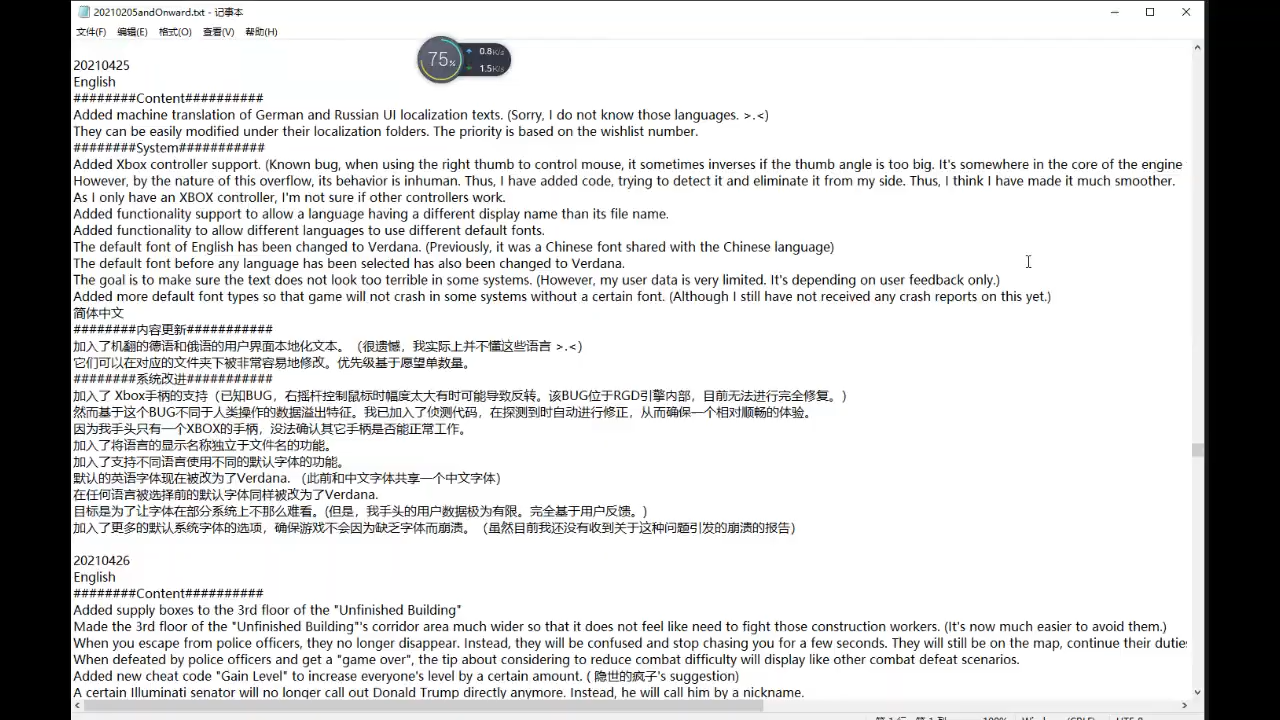 20210205andOnward.txt - 记事本
文件(F) 编辑(E) 格式(O) 查看(V) 帮助(H)
75%
0.8K/s
1.5K/s
20210425
English
########Content##########
Added machine translation of German and Russian UI localization texts. (Sorry, I do not know those languages. >.<)
They can be easily modified under their localization folders. The priority is based on the wishlist number.
########System###########
Added Xbox controller support. (Known bug, when using the right thumb to control mouse, it sometimes inverses if the thumb angle is too big. It's somewhere in the core of the engine
However, by the nature of this overflow, its behavior is inhuman. Thus, I have added code, trying to detect it and eliminate it from my side. Thus, I think I have made it much smoother.
As I only have an XBOX controller, I'm not sure if other controllers work.
Added functionality support to allow a language having a different display name than its file name.
Added functionality to allow different languages to use different default fonts.
The default font of English has been changed to Verdana. (Previously, it was a Chinese font shared with the Chinese language)
The default font before any language has been selected has also been changed to Verdana.
The goal is to make sure the text does not look too terrible in some systems. (However, my user data is very limited. It's depending on user feedback only.)
Added more default font types so that game will not crash in some systems without a certain font. (Although I still have not received any crash reports on this yet.)
简体中文
########内容更新###########
加入了机翻的德语和俄语的用户界面本地化文本。（很遗憾，我实际上并不懂这些语言 >.<）
它们可以在对应的文件夹下被非常容易地修改。优先级基于愿望单数量。
########系统改进###########
加入了 Xbox手柄的支持（已知BUG，右摇杆控制鼠标时幅度太大有时可能导致反转。该BUG位于RGD引擎内部，目前无法进行完全修复。）
然而基于这个BUG不同于人类操作的数据溢出特征。我已加入了侦测代码，在探测到时自动进行修正，从而确保一个相对顺畅的体验。
因为我手头只有一个XBOX的手柄，没法确认其它手柄是否能正常工作。
加入了将语言的显示名称独立于文件名的功能。
加入了支持不同语言使用不同的默认字体的功能。
默认的英语字体现在被改为了Verdana. （此前和中文字体共享一个中文字体）
在任何语言被选择前的默认字体同样被改为了Verdana.
目标是为了让字体在部分系统上不那么难看。(但是，我手头的用户数据极为有限。完全基于用户反馈。)
加入了更多的默认系统字体的选项，确保游戏不会因为缺乏字体而崩溃。（虽然目前我还没有收到关于这种问题引发的崩溃的报告）
20210426
English
########Content##########
Added supply boxes to the 3rd floor of the "Unfinished Building"
Made the 3rd floor of the "Unfinished Building"'s corridor area much wider so that it does not feel like need to fight those construction workers. (It's now much easier to avoid them.)
When you escape from police officers, they no longer disappear. Instead, they will be confused and stop chasing you for a few seconds. They will still be on the map, continue their duties
When defeated by police officers and get a "game over", the tip about considering to reduce combat difficulty will display like other combat defeat scenarios.
Added new cheat code "Gain Level" to increase everyone's level by a certain amount. ( 隐世的疯子's suggestion)
A certain Illuminati senator will no longer call out Donald Trump directly anymore. Instead, he will call him by a nickname.